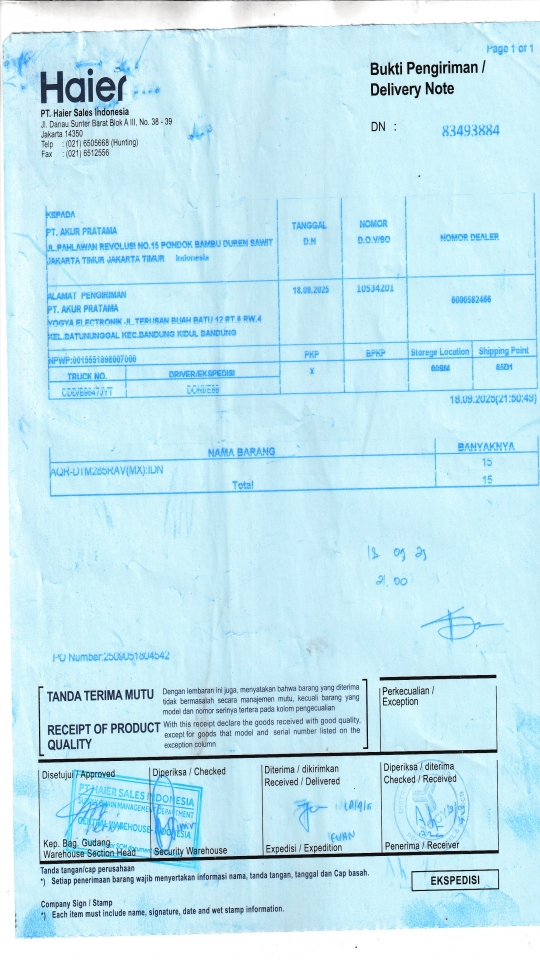 Page 1 of 1
Haier
PT. Haier Sales Indonesia
Jl. Danau Sunter Barat Blok A III, No. 38 - 39
Jakarta 14350
Telp : (021) 6505668 (Hunting)
Fax : (021) 6512556
Bukti Pengiriman /
Delivery Note
DN : 83493884
KEPADA
PT. AKUR PRATAMA
JL.PAHLAWAN REVOLUSI NO.15 PONDOK BAMBU DUREN SAWIT
JAKARTA TIMUR JAKARTA TIMUR Indonesia
TANGGAL
D.N
NOMOR
D.O.V/SO
NOMOR DEALER
ALAMAT PENGIRIMAN
PT. AKUR PRATAMA
YOGYA ELECTRONIK JL.TERUSAN BUAH BATU 12 RT.6 RW.4
KEL.BATUNUNGGAL KEC.BANDUNG KIDUL BANDUNG
18.09.2025
10534201
NPWP:
PKP
BPKP
Storege Location
Shipping Point
TRUCK NO.
DRIVER/EKSPEDISI
X
65D1
18.09.2025(21:50:49)
NAMA BARANG
BANYAKNYA
AQR-DTM285RAV(MX):IDN
15
Total
15
21.00
PO Number:2509051804542
TANDA TERIMA MUTU
Dengan lembaran ini juga, menyatakan bahwa barang yang diterima
tidak bermasalah secara manajemen mutu, kecuali barang yang
model dan nomor serinya tertera pada kolom pengecualian
RECEIPT OF PRODUCT
QUALITY
With this receipt declare the goods received with good quality,
except for goods that model and serial number listed on the
exception column
Perkecualian /
Exception
Disetujui / Approved
Diperiksa / Checked
Diterima / dikirimkan
Received / Delivered
Diperiksa / diterima
Checked / Received
PT HAIER SALES INDONESIA
CENTRAL WAREHOUSE-INDONESIA
Kep. Bag. Gudang
Warehouse Section Head
Security Warehouse
Expedisi / Expedition
Penerima / Receiver
Tanda tangan/cap perusahaan
*) Setiap penerimaan barang wajib menyertakan informasi nama, tanda tangan, tanggal dan Cap basah.
Company Sign / Stamp
*) Each item must include name, signature, date and wet stamp information.
EKSPEDISI